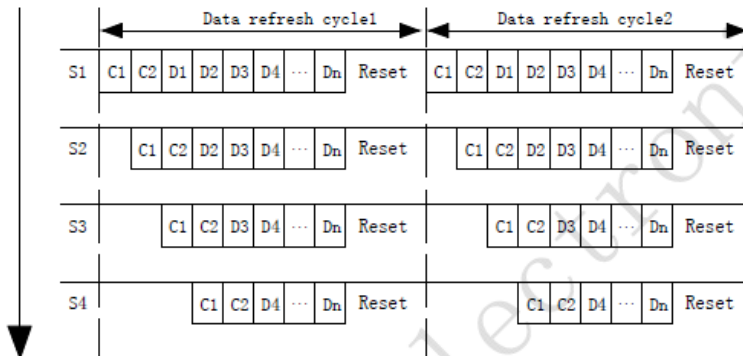 Data refresh cycle1 Data refresh cycle2
S1 C1 C2 D1 D2 D3 D4 ··· Dn Reset C1 C2 D1 D2 D3 D4 ··· Dn Reset
S2 C1 C2 D2 D3 D4 ··· Dn Reset C1 C2 D2 D3 D4 ··· Dn Reset
S3 C1 C2 D3 D4 ··· Dn Reset C1 C2 D3 D4 ··· Dn Reset
S4 C1 C2 D4 ··· Dn Reset C1 C2 D4 ··· Dn Reset
lectron